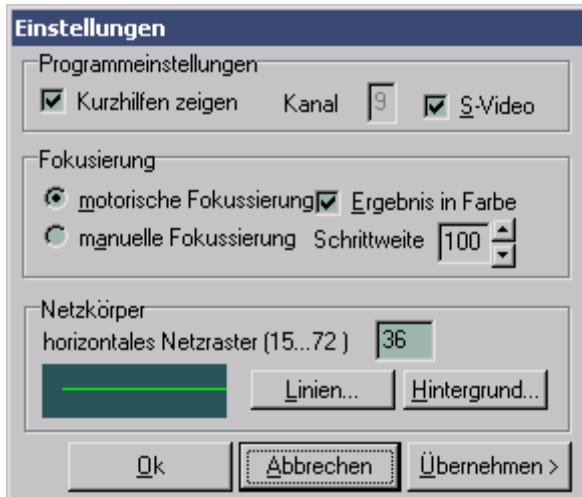 Einstellungen
Programmeinstellungen
Kurzhilfen zeigen Kanal 9 S-Video
Fokusierung
motorische Fokussierung Ergebnis in Farbe
manuelle Fokussierung Schrittweite 100
Netzkörper
horizontales Netzraster (15...72 ) 36
Linien... Hintergrund...
Ok Abbrechen Übernehmen >